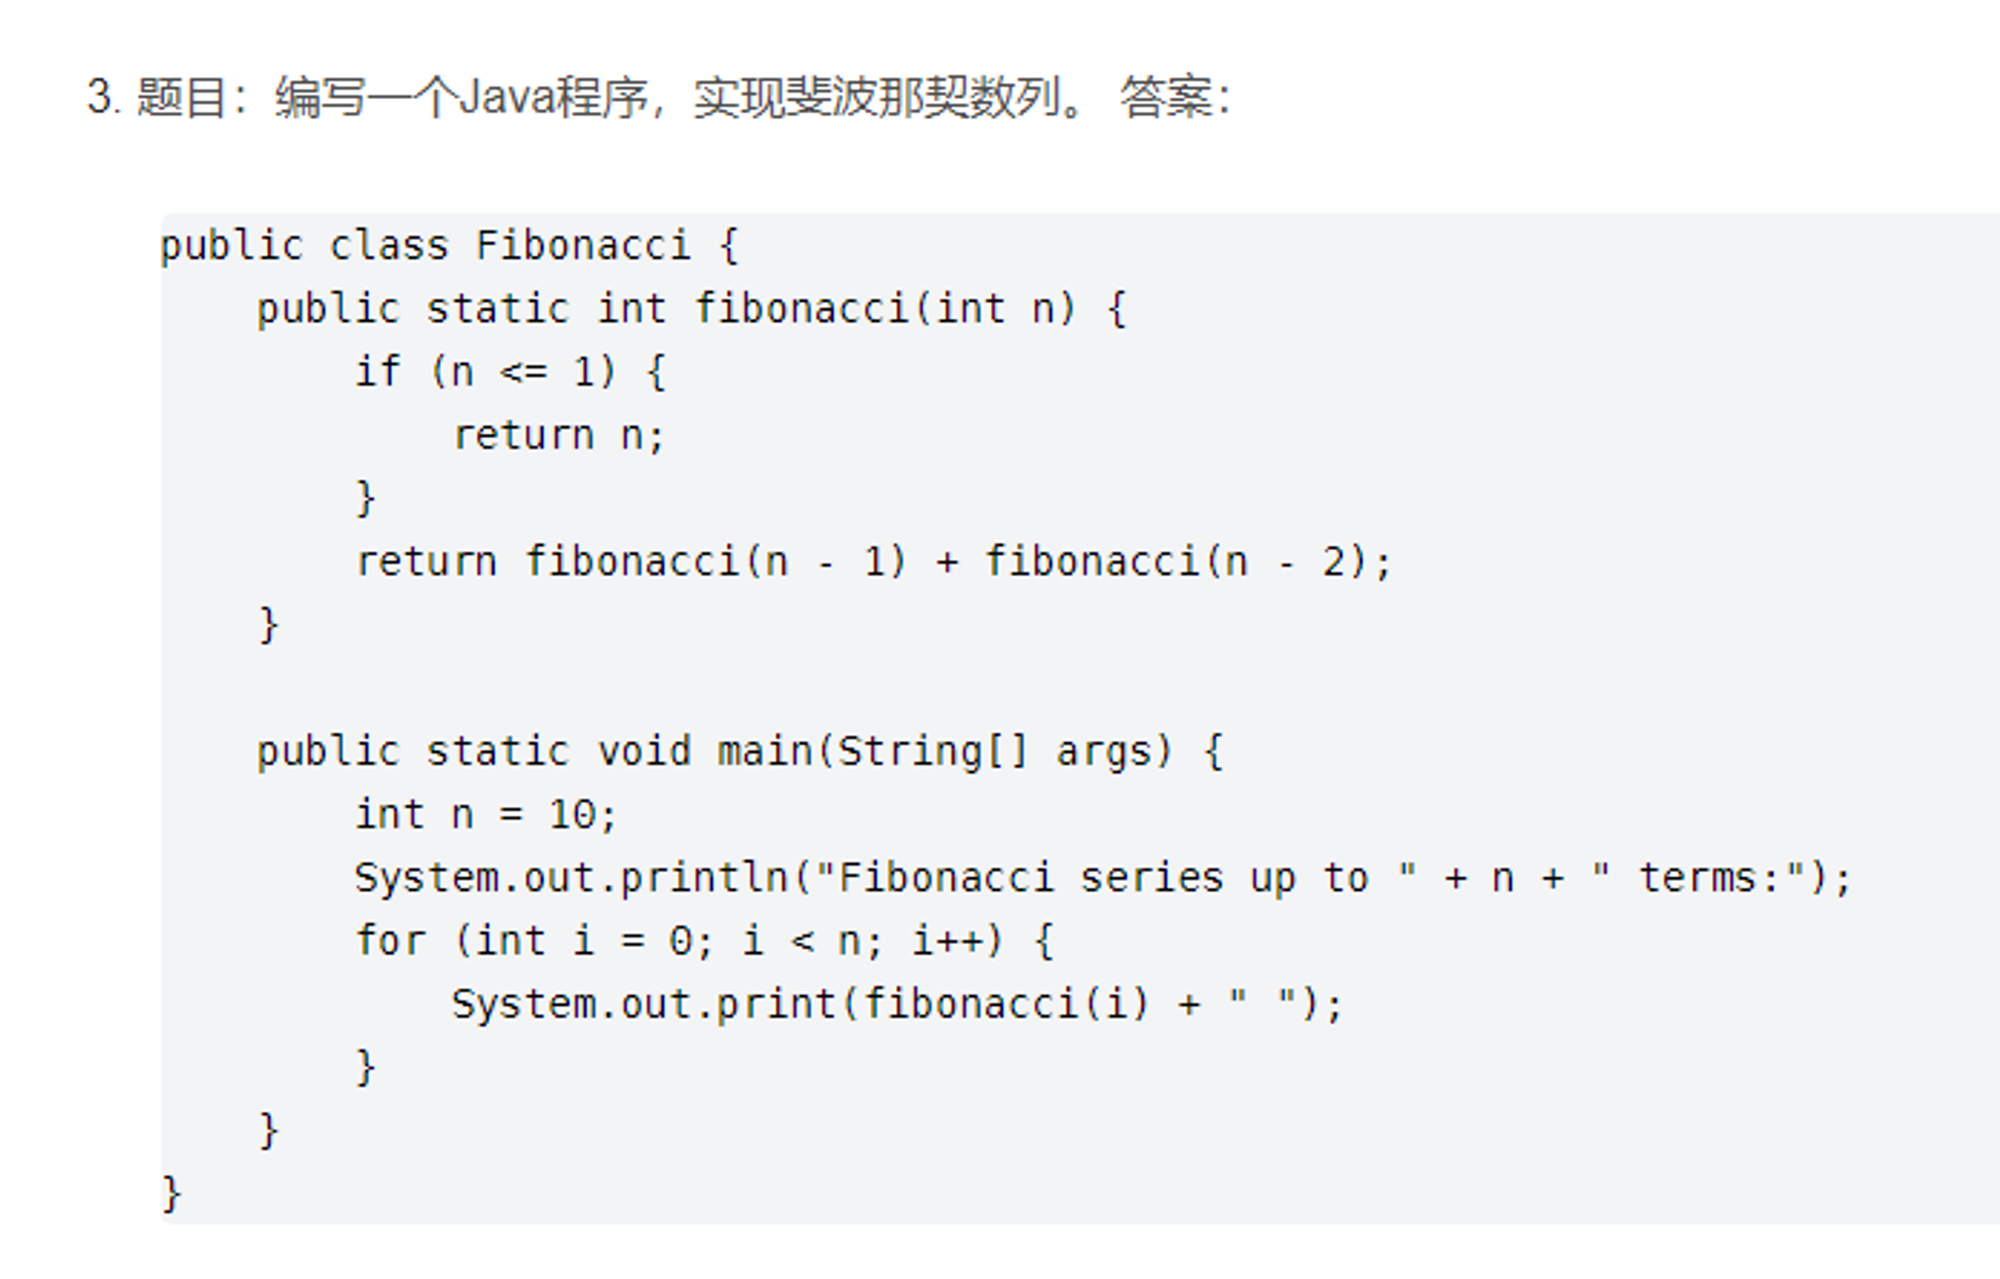 3. 题目：编写一个Java程序，实现斐波那契数列。 答案：
public class Fibonacci {
    public static int fibonacci(int n) {
        if (n <= 1) {
            return n;
        }
        return fibonacci(n - 1) + fibonacci(n - 2);
    }

    public static void main(String[] args) {
        int n = 10;
        System.out.println("Fibonacci series up to " + n + " terms:");
        for (int i = 0; i < n; i++) {
            System.out.print(fibonacci(i) + " ");
        }
    }
}